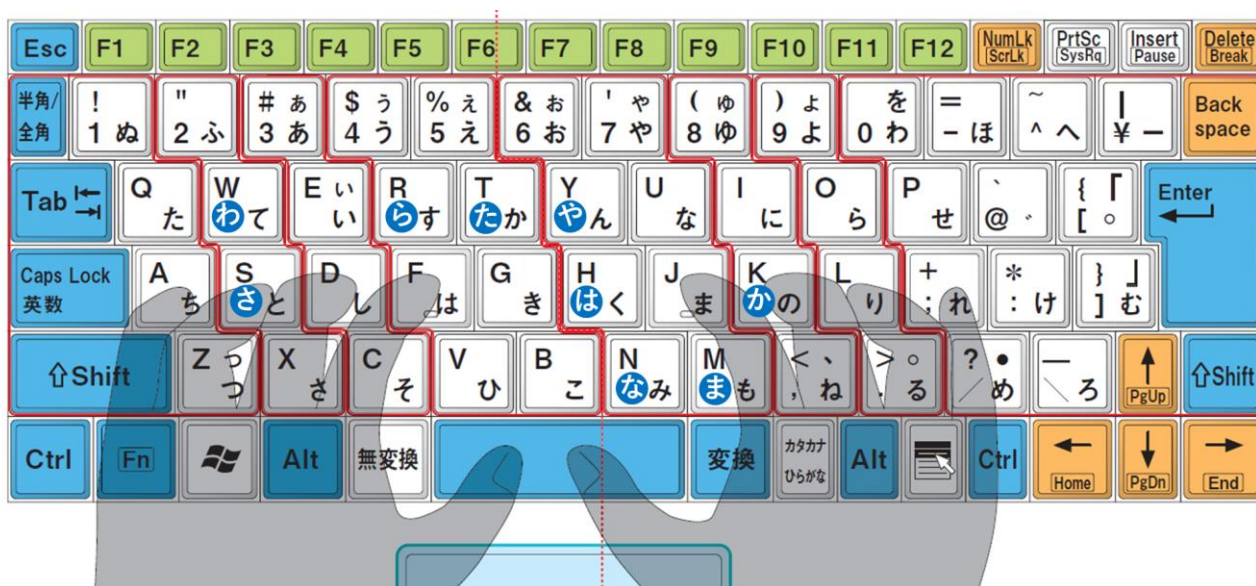 Esc F1 F2 F3 F4 F5 F6 F7 F8 F9 F10 F11 F12 NumLk ScrLk PrtSc SysRq Insert Pause Delete Break
半角/全角 ! 1 ぬ " 2 ふ # ぁ 3 あ $ ぅ 4 う % ぇ 5 え & ぉ 6 お ' ゃ 7 や ( ゅ 8 ゆ ) ょ 9 よ を 0 わ = - ほ ~ ^ へ | ¥ ー Back space
Tab Q た W わ て E ぃ い R ら す T た か Y や ん U な I に O ら P せ ` @ ゛ { 「 [ ゜ Enter
Caps Lock 英数 A ち S さ と D し F は G き H は く J ま K か の L り + ; れ * : け } 」 ] む
⇧Shift Z っ つ X さ C そ V ひ B こ N な み M ま も < 、 , ね > 。 . る ? ・ / め _ \ ろ ↑ PgUp ⇧Shift
Ctrl Fn Alt 無変換 変換 カタカナ ひらがな Alt Ctrl ← Home ↓ PgDn → End